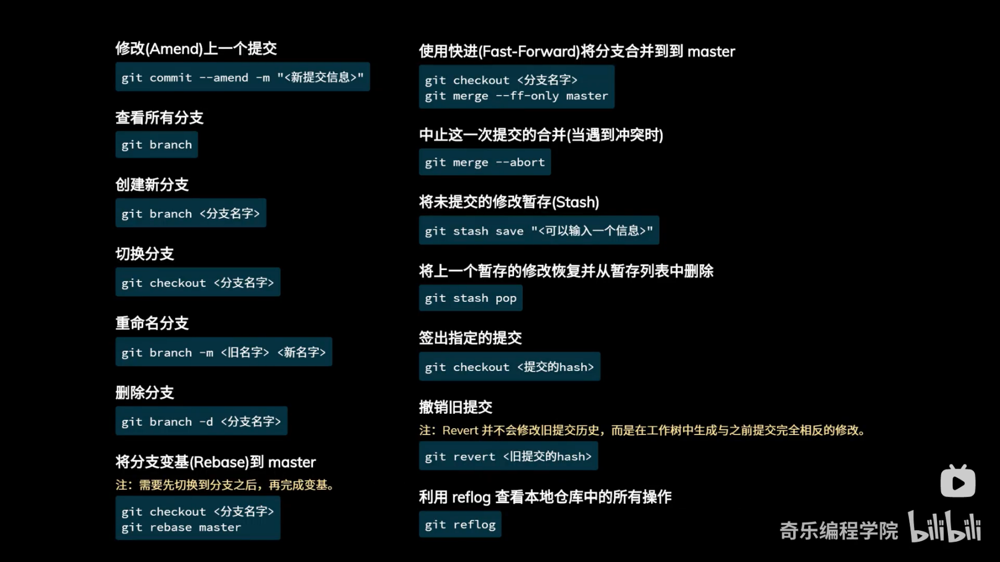 修改(Amend)上一个提交
git commit --amend -m "<新提交信息>"
查看所有分支
git branch
创建新分支
git branch <分支名字>
切换分支
git checkout <分支名字>
重命名分支
git branch -m <旧名字> <新名字>
删除分支
git branch -d <分支名字>
将分支变基(Rebase)到 master
注：需要先切换到分支之后，再完成变基。
git checkout <分支名字>
git rebase master
使用快进(Fast-Forward)将分支合并到到 master
git checkout <分支名字>
git merge --ff-only master
中止这一次提交的合并(当遇到冲突时)
git merge --abort
将未提交的修改暂存(Stash)
git stash save "<可以输入一个信息>"
将上一个暂存的修改恢复并从暂存列表中删除
git stash pop
签出指定的提交
git checkout <提交的hash>
撤销旧提交
注：Revert 并不会修改旧提交历史，而是在工作树中生成与之前提交完全相反的修改。
git revert <旧提交的hash>
利用 reflog 查看本地仓库中的所有操作
git reflog
奇乐编程学院 bilibili